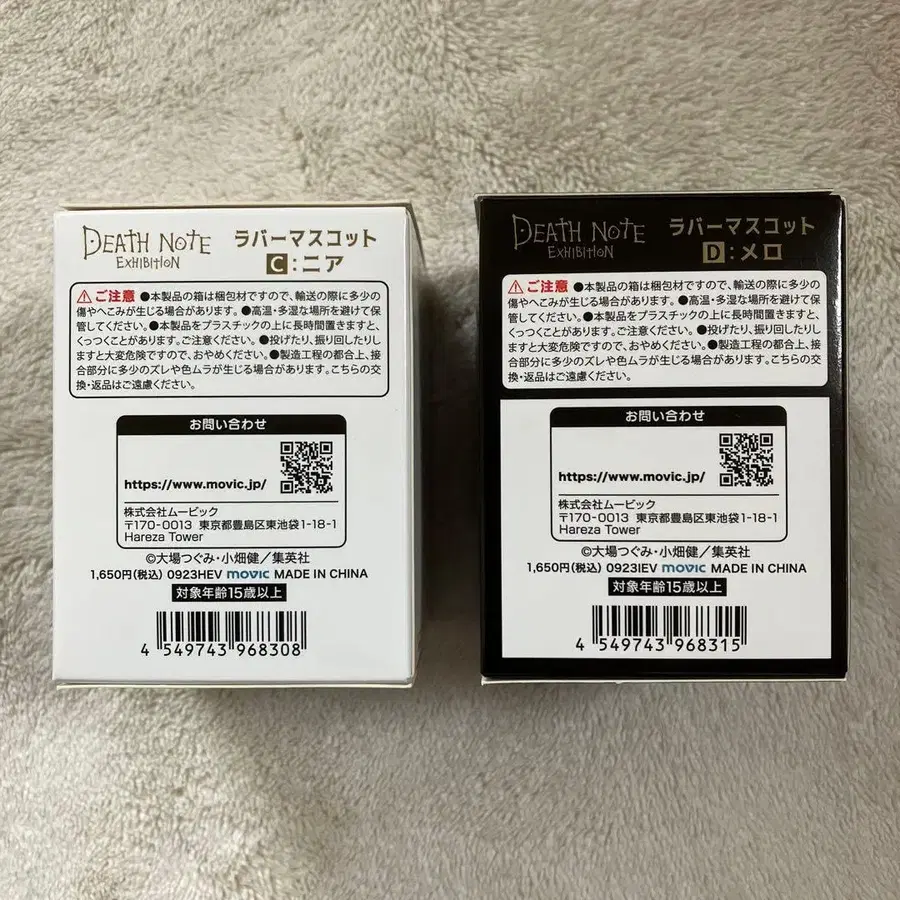 DEATH NOTE
EXHIBITION
ラバーマスコット
C:ニア
⚠ご注意 ●本製品の箱は梱包材ですので、輸送の際に多少の
傷やへこみが生じる場合があります。●高温・多湿な場所を避けて保
管してください。●本製品をプラスチックの上に長時間置きますと、
くっつくことがあります。ご注意ください。●投げたり、振り回したりし
ますと大変危険ですので、おやめください。●製造工程の都合上、接
合部分に多少のズレや色ムラが生じる場合があります。こちらの交
換・返品はご遠慮ください。
お問い合わせ
https://www.movic.jp/
株式会社ムービック
〒170-0013 東京都豊島区東池袋1-18-1
Hareza Tower
©大場つぐみ・小畑健／集英社
1,650円(税込) 0923HEV movic MADE IN CHINA
対象年齢15歳以上
4 549743 968308
DEATH NOTE
EXHIBITION
ラバーマスコット
D:メロ
⚠ご注意 ●本製品の箱は梱包材ですので、輸送の際に多少の
傷やへこみが生じる場合があります。●高温・多湿な場所を避けて保
管してください。●本製品をプラスチックの上に長時間置きますと、
くっつくことがあります。ご注意ください。●投げたり、振り回したりし
ますと大変危険ですので、おやめください。●製造工程の都合上、接
合部分に多少のズレや色ムラが生じる場合があります。こちらの交
換・返品はご遠慮ください。
お問い合わせ
https://www.movic.jp/
株式会社ムービック
〒170-0013 東京都豊島区東池袋1-18-1
Hareza Tower
©大場つぐみ・小畑健／集英社
1,650円(税込) 0923IEV movic MADE IN CHINA
対象年齢15歳以上
4 549743 968315